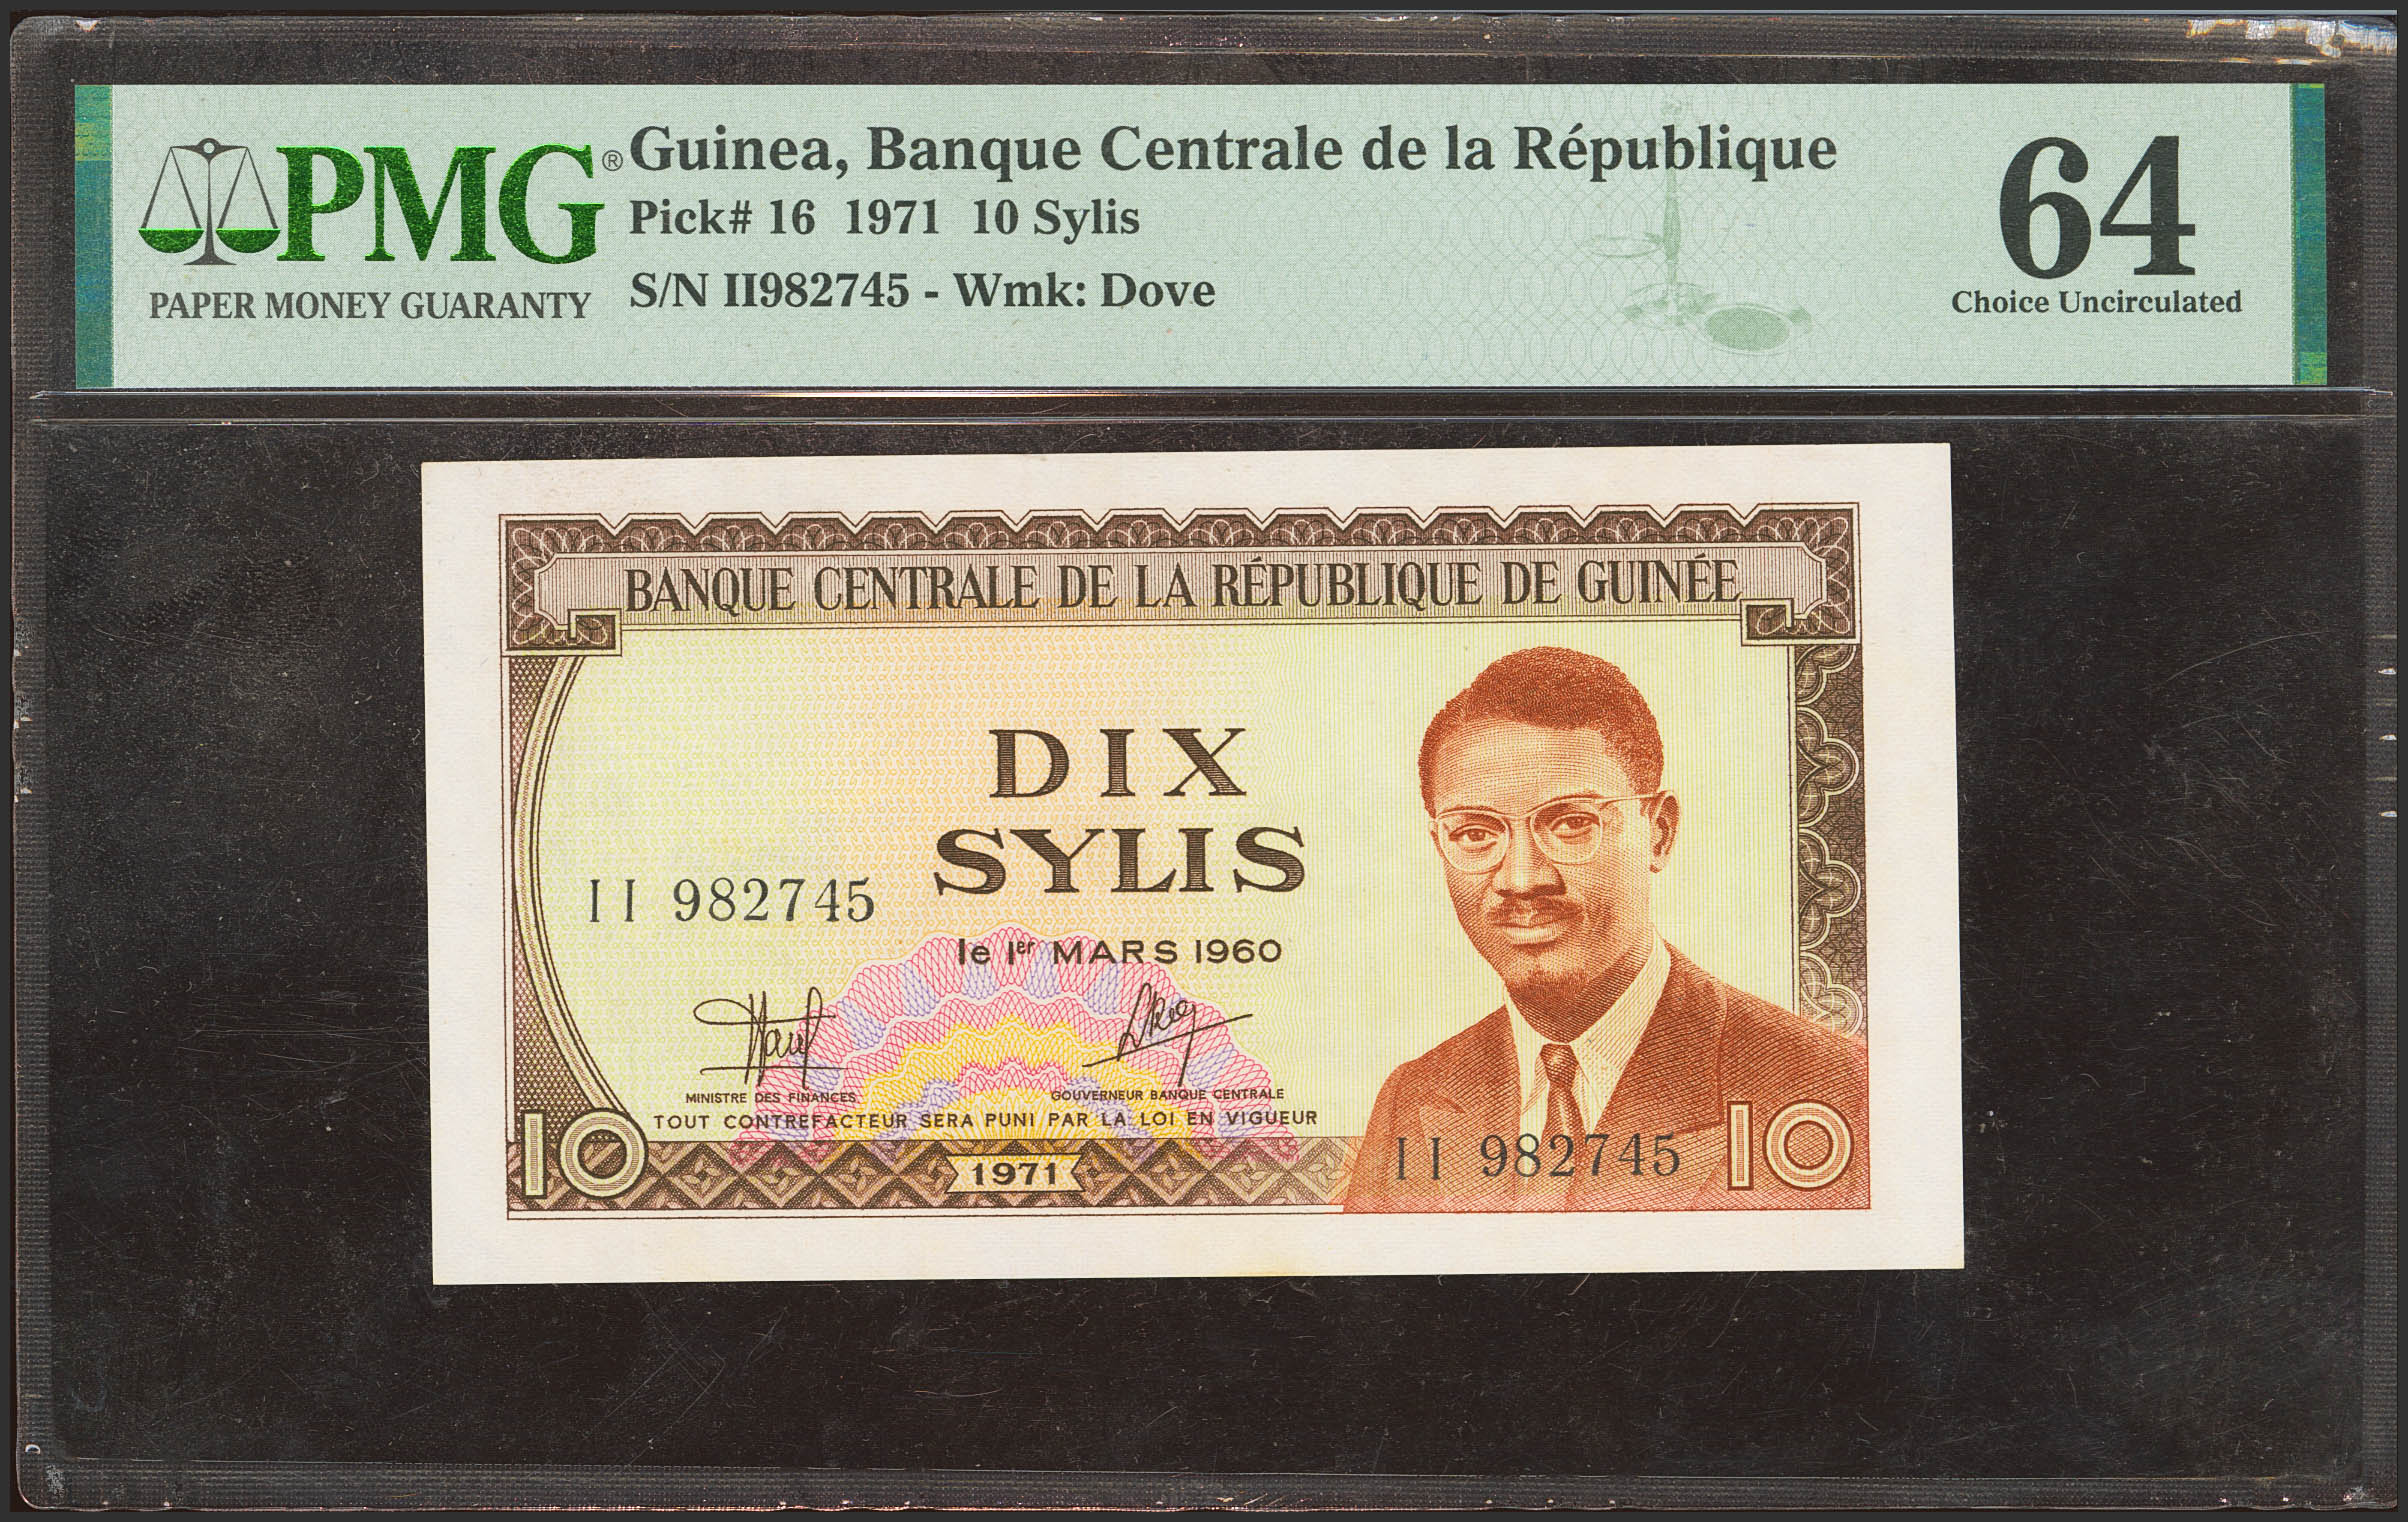 PMG®
PAPER MONEY GUARANTY
Guinea, Banque Centrale de la République
Pick# 16 1971 10 Sylis
S/N II982745 - Wmk: Dove
64
Choice Uncirculated
BANQUE CENTRALE DE LA RÉPUBLIQUE DE GUINÉE
DIX
SYLIS
II 982745
le 1er MARS 1960
MINISTRE DES FINANCES
GOUVERNEUR BANQUE CENTRALE
TOUT CONTREFACTEUR SERA PUNI PAR LA LOI EN VIGUEUR
10
1971
II 982745
10